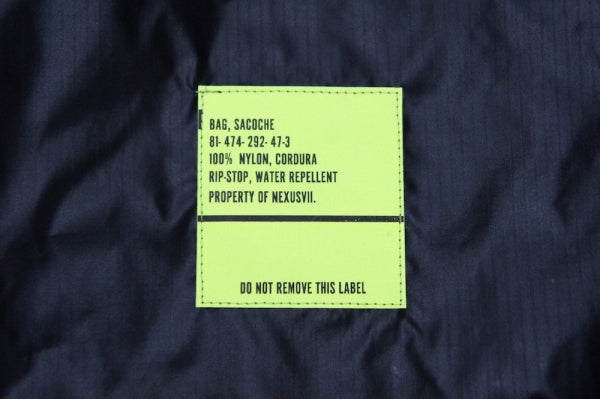 BAG, SACOCHE
81- 474- 292- 47-3
100% NYLON, CORDURA
RIP-STOP, WATER REPELLENT
PROPERTY OF NEXUSVII.
DO NOT REMOVE THIS LABEL